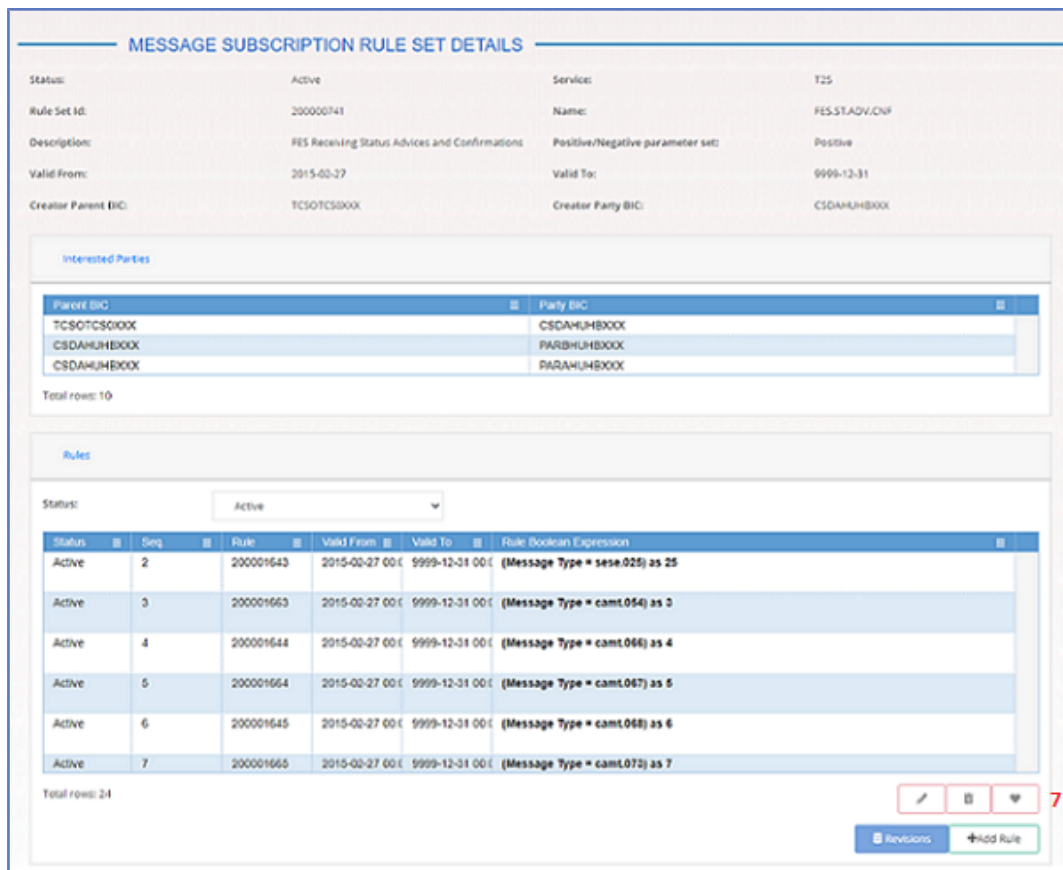 MESSAGE SUBSCRIPTION RULE SET DETAILS
Status: Active Service: T2S
Rule Set Id: 200000741 Name: FES.ST.ADV.CNF
Description: FES Receiving Status Advices and Confirmations Positive/Negative parameter set: Positive
Valid From: 2015-02-27 Valid To: 9999-12-31
Creator Parent BIC: TCSOTCS0XXX Creator Party BIC: CSDAHUHBXXX
Interested Parties
Parent BIC Party BIC
TCSOTCS0XXX CSDAHUHBXXX
CSDAHUHBXXX PARBHUHBXXX
CSDAHUHBXXX PARAHUHBXXX
Total rows: 10
Rules
Status: Active
Status Seq. Rule Valid From Valid To Rule Boolean Expression
Active 2 200001643 2015-02-27 00:0 9999-12-31 00:0 (Message Type = sese.025) as 25
Active 3 200001663 2015-02-27 00:0 9999-12-31 00:0 (Message Type = camt.054) as 3
Active 4 200001644 2015-02-27 00:0 9999-12-31 00:0 (Message Type = camt.066) as 4
Active 5 200001664 2015-02-27 00:0 9999-12-31 00:0 (Message Type = camt.067) as 5
Active 6 200001645 2015-02-27 00:0 9999-12-31 00:0 (Message Type = camt.068) as 6
Active 7 200001665 2015-02-27 00:0 9999-12-31 00:0 (Message Type = camt.073) as 7
Total rows: 24
7
Revisions +Add Rule